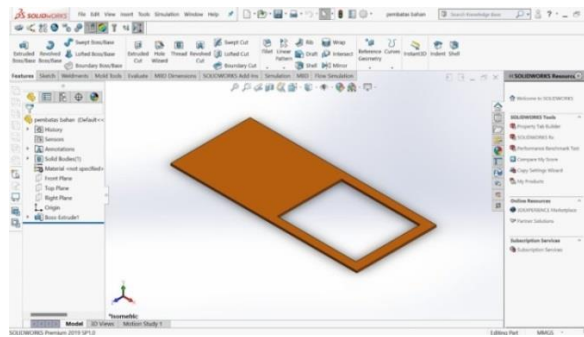 SOLIDWORKS
File Edit View Insert Tools Simulation Window Help
pembatas bahan
Search Knowledge Base
Extruded Boss/Base
Revolved Boss/Base
Swept Boss/Base
Lofted Boss/Base
Boundary Boss/Base
Extruded Cut
Hole Wizard
Revolved Cut
Swept Cut
Lofted Cut
Boundary Cut
Fillet
Linear Pattern
Rib
Draft
Shell
Wrap
Intersect
Mirror
Reference Geometry
Curves
Instant3D
Features Sketch Weldments Mold Tools Evaluate MBD Dimensions SOLIDWORKS Add-Ins Simulation MBD Flow Simulation
SOLIDWORKS Resources
pembatas bahan (Default<<
History
Sensors
Annotations
Solid Bodies(1)
Material <not specified>
Front Plane
Top Plane
Right Plane
Origin
Boss-Extrude1
Welcome to SOLIDWORKS
SOLIDWORKS Tools
Property Tab Builder
SOLIDWORKS Rx
Performance Benchmark Test
Compare My Score
Copy Settings Wizard
My Products
Online Resources
3DEXPERIENCE Marketplace
Partner Solutions
Subscription Services
Subscription Services
*Isometric
Model 3D Views Motion Study 1
SOLIDWORKS Premium 2019 SP1.0
Editing Part
MMGS